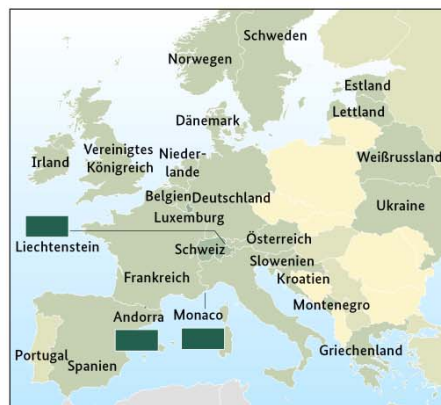 Schweden
Norwegen
Estland
Lettland
Dänemark
Weißrussland
Vereinigtes
Königreich
Irland
Nieder-
lande
Belgien
Deutschland
Luxemburg
Ukraine
Liechtenstein
Schweiz
Österreich
Slowenien
Frankreich
Kroatien
Andorra
Monaco
Montenegro
Portugal
Spanien
Griechenland